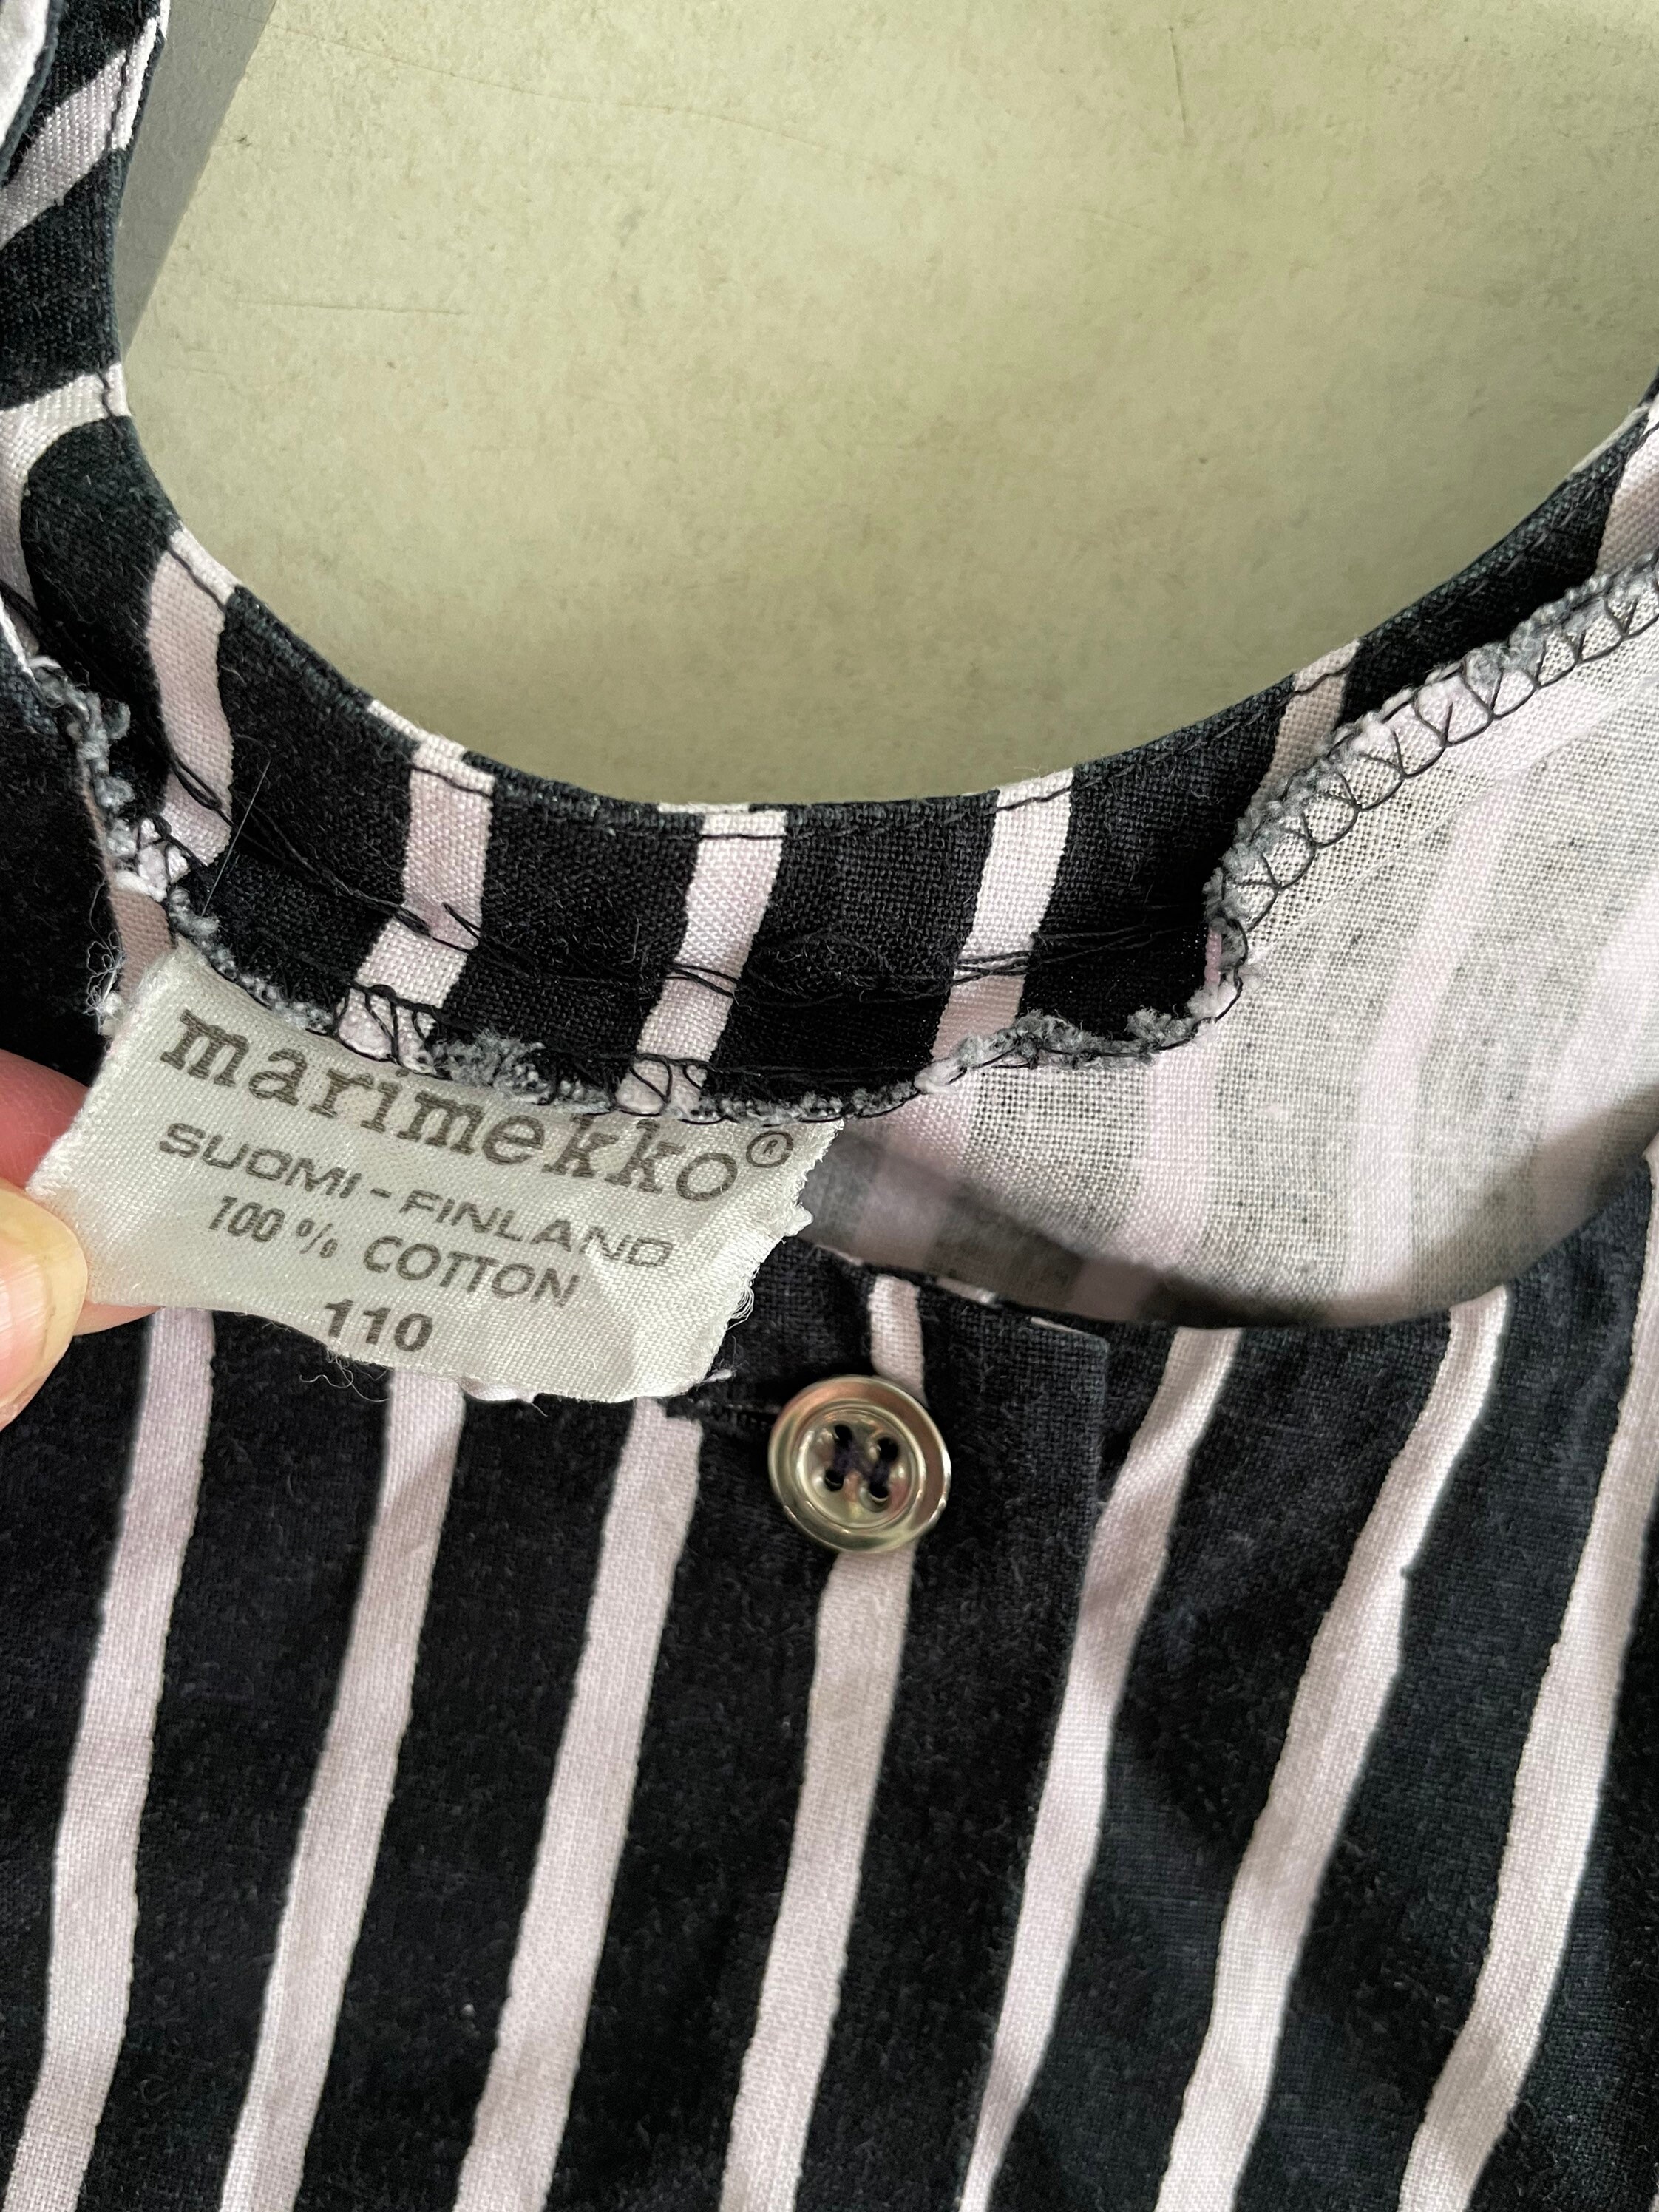 marimekko®
SUOMI - FINLAND
100% COTTON
110